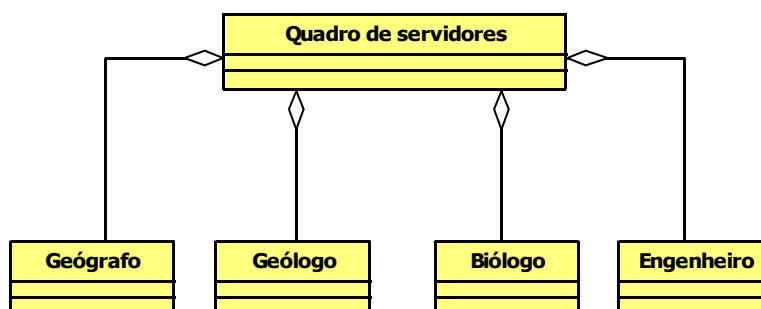 Quadro de servidores
Geógrafo
Geólogo
Biólogo
Engenheiro